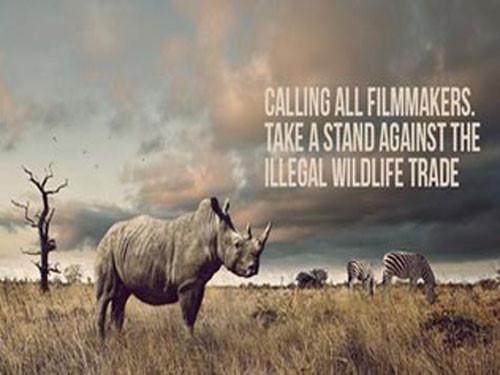 CALLING ALL FILMMAKERS.
TAKE A STAND AGAINST THE
ILLEGAL WILDLIFE TRADE